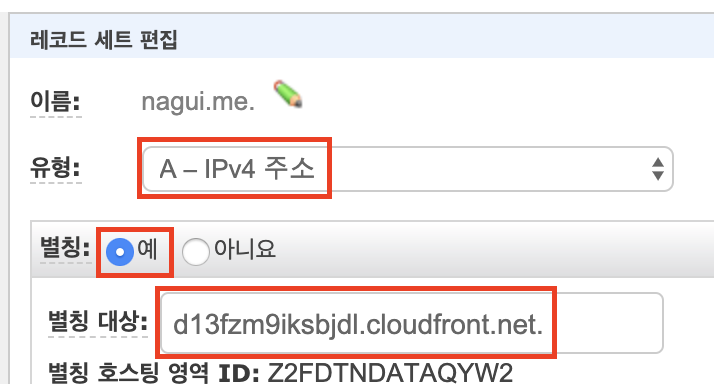 레코드 세트 편집
이름: nagui.me.
유형: A – IPv4 주소
별칭: 예 아니요
별칭 대상: d13fzm9iksbjdl.cloudfront.net.
별칭 호스팅 영역 ID: Z2FDTNDATAQYW2